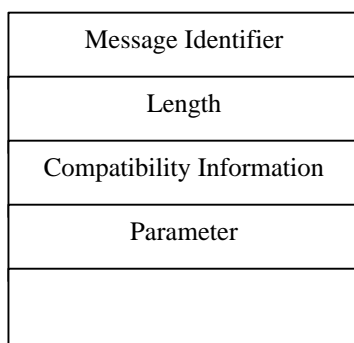 Message Identifier
Length
Compatibility Information
Parameter